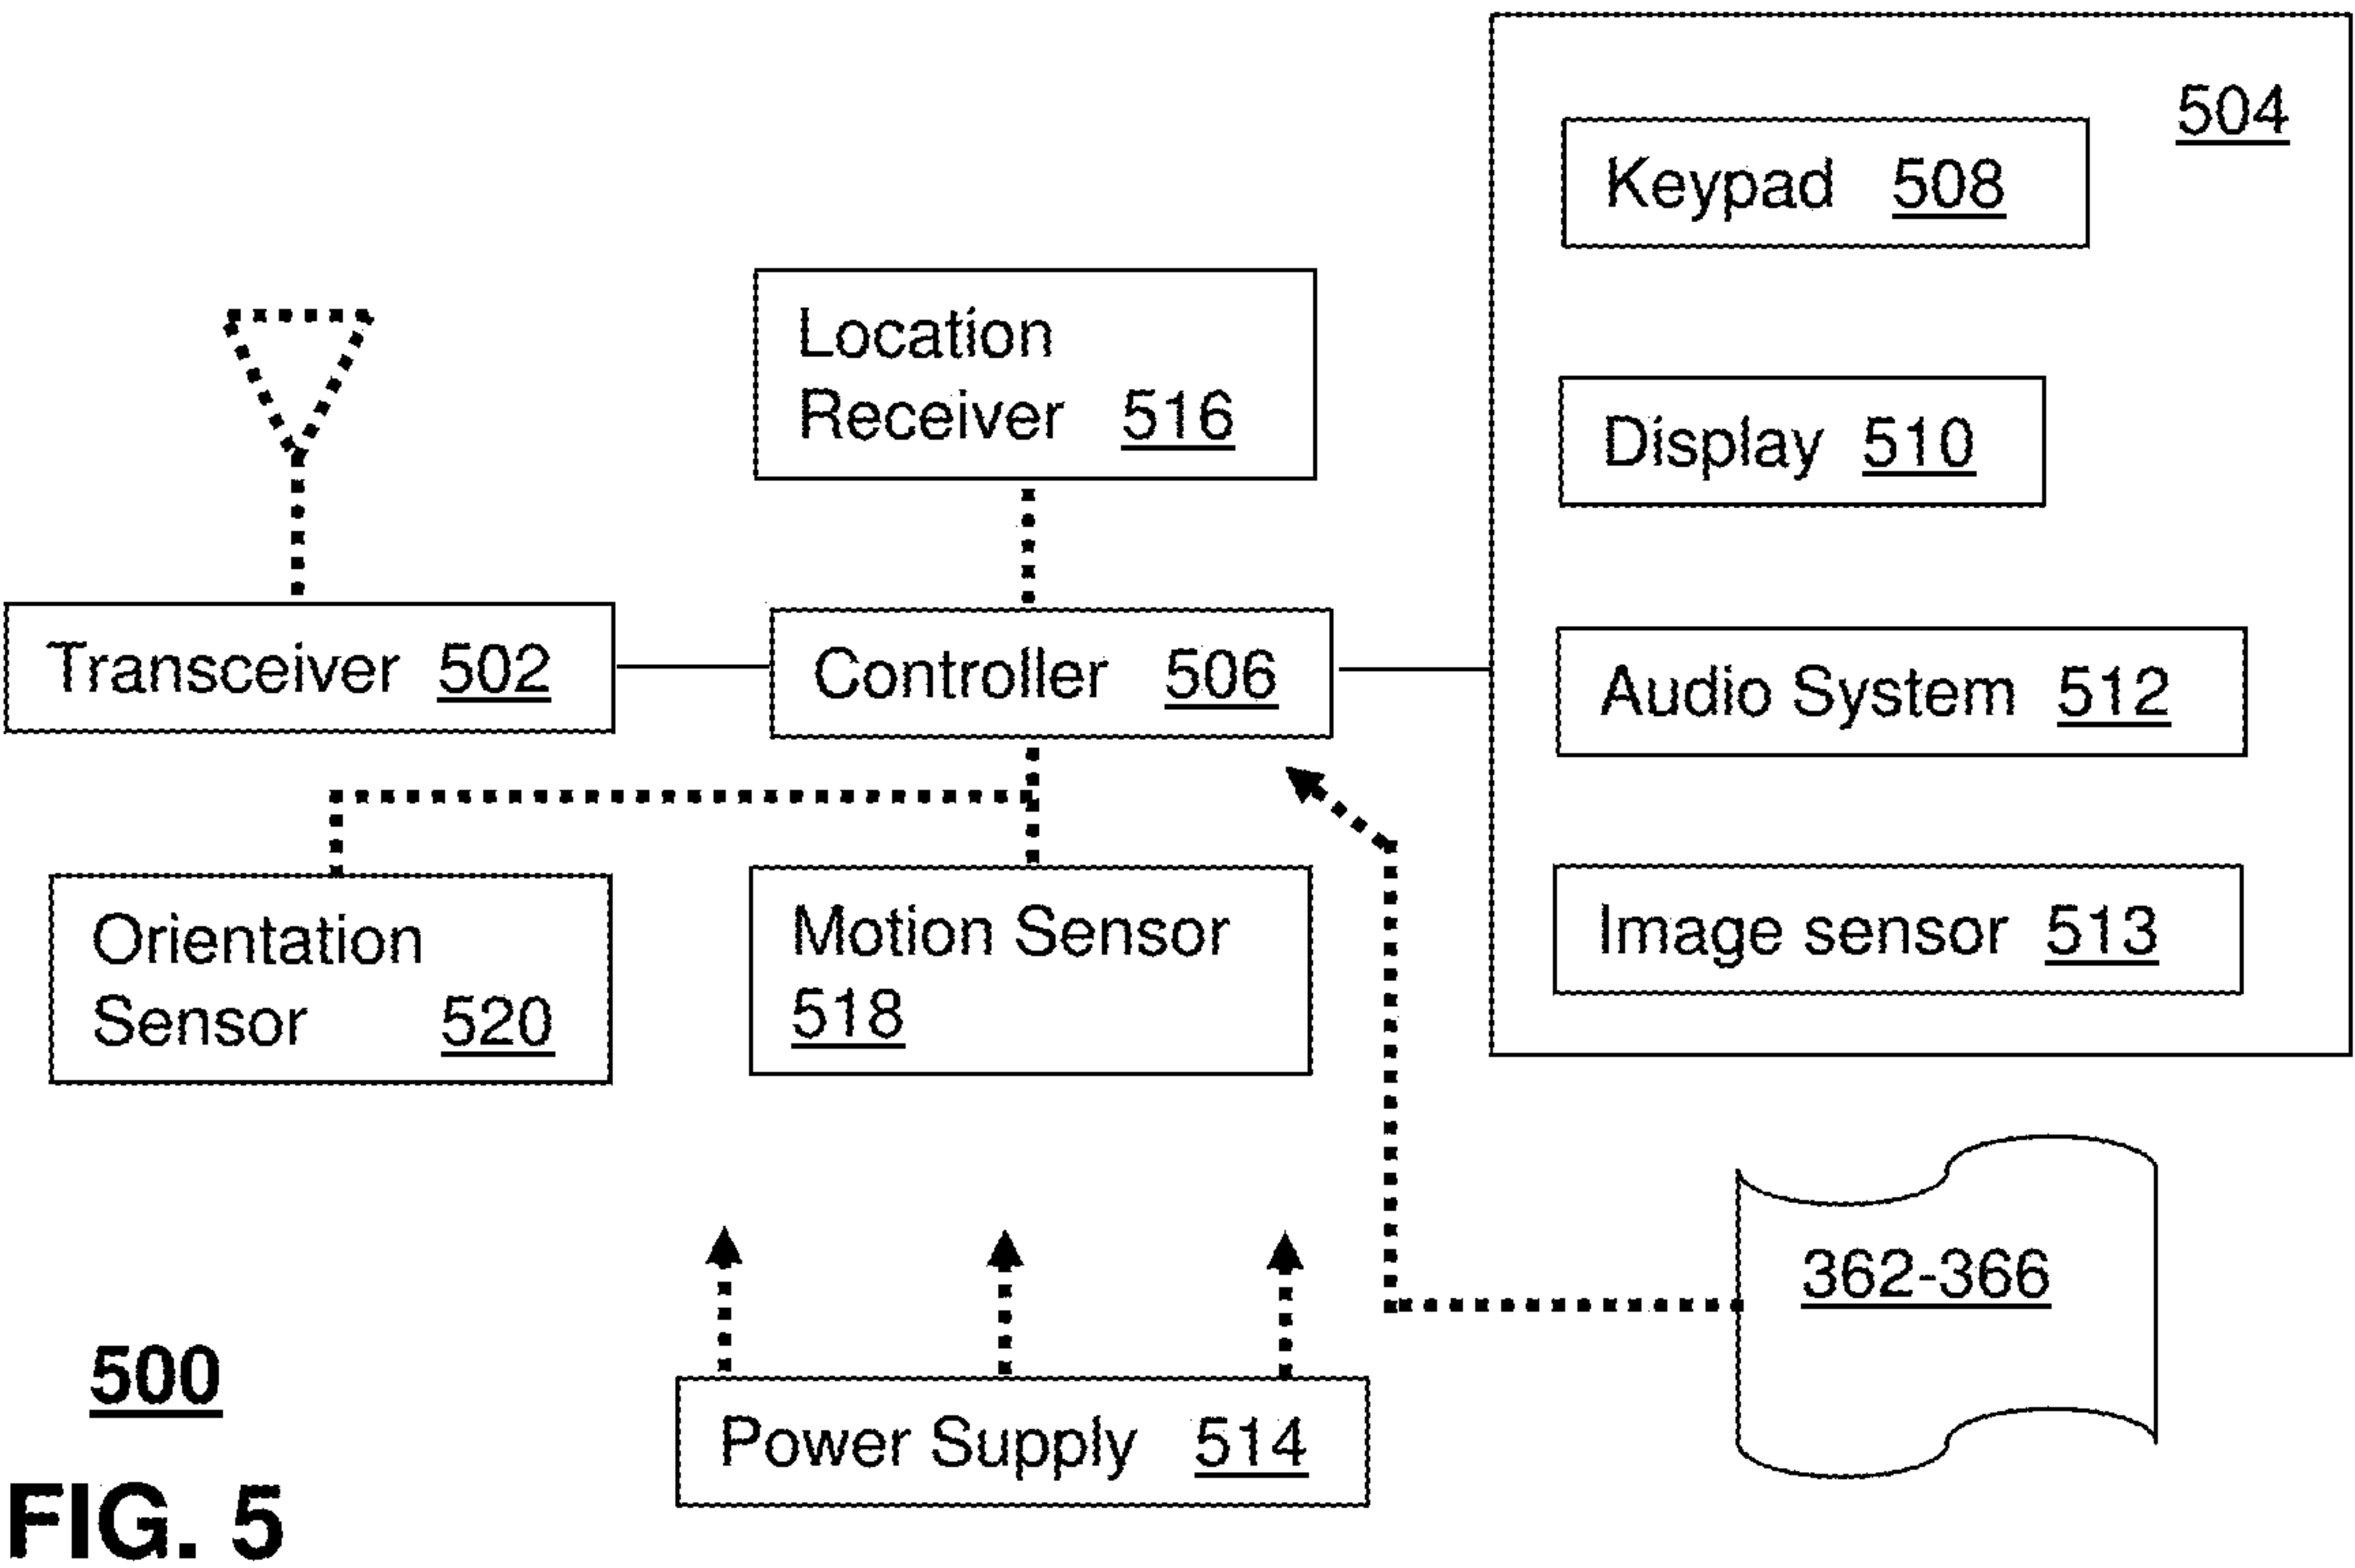 504
Keypad 508
Location
Receiver 516
Display 510
Transceiver 502
Controller 506
Audio System 512
Orientation
Sensor 520
Motion Sensor
518
Image sensor 513
362-366
500
Power Supply 514
FIG. 5